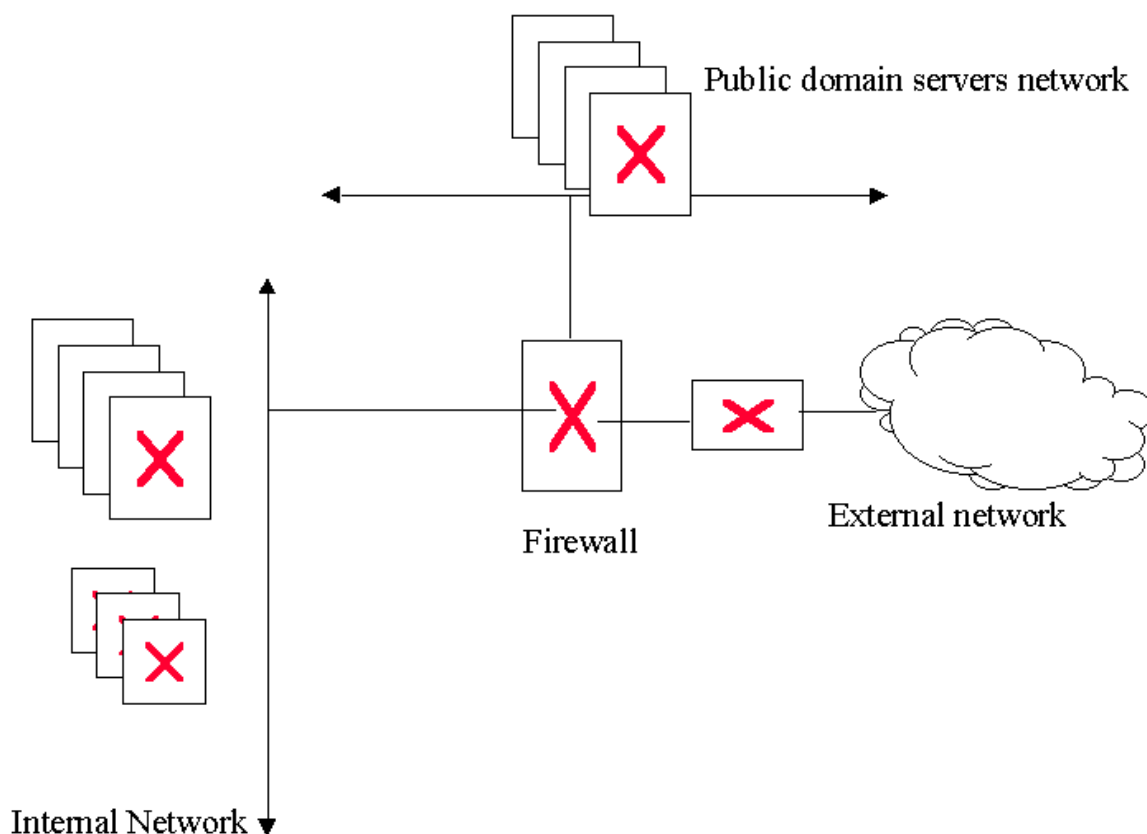 Public domain servers network
External network
Firewall
Internal Network